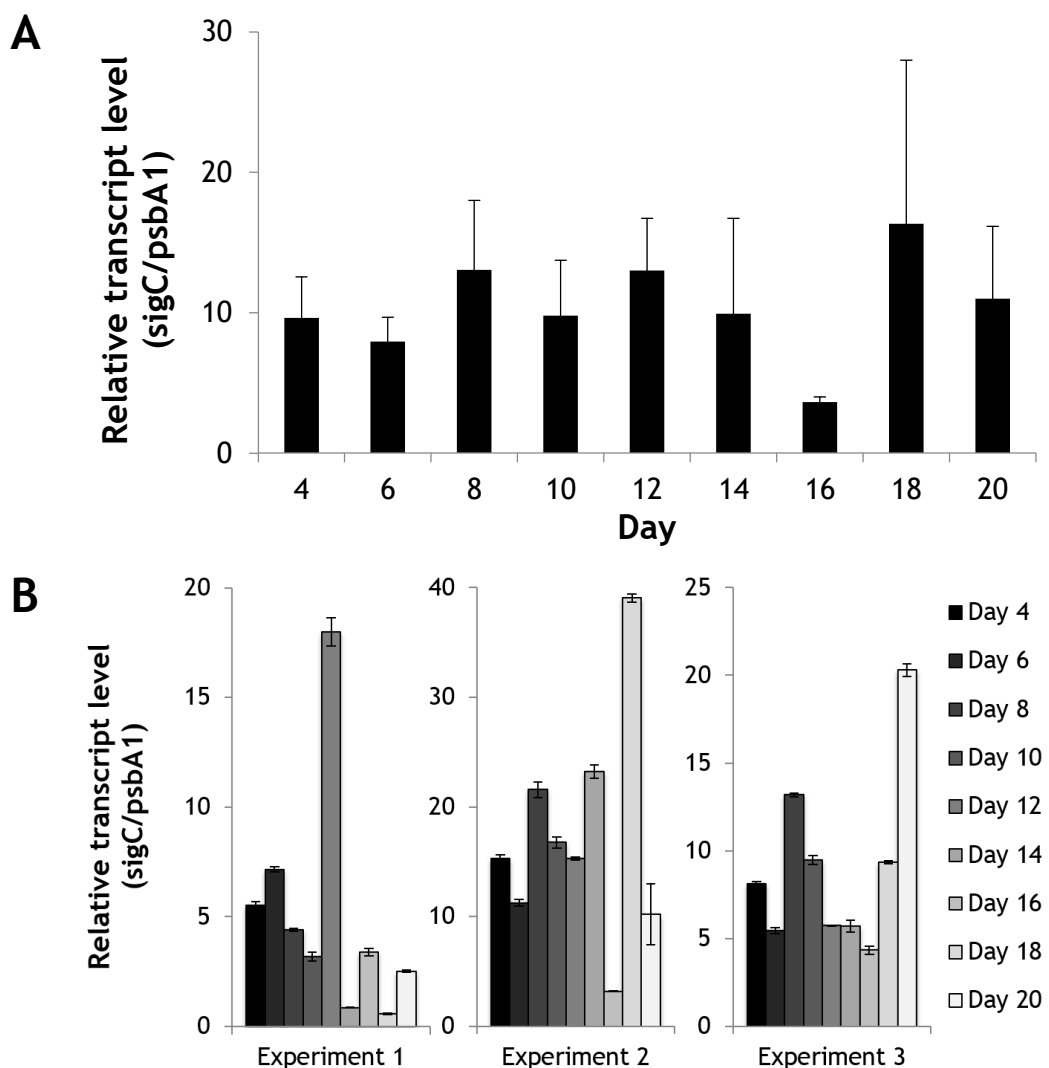 A
Relative transcript level
(sigC/psbA1)
30
20
10
0
4 6 8 10 12 14 16 18 20
Day
B
Relative transcript level
(sigC/psbA1)
20
15
10
5
0
Experiment 1
40
30
20
10
0
Experiment 2
25
20
15
10
5
0
Experiment 3
Day 4
Day 6
Day 8
Day 10
Day 12
Day 14
Day 16
Day 18
Day 20